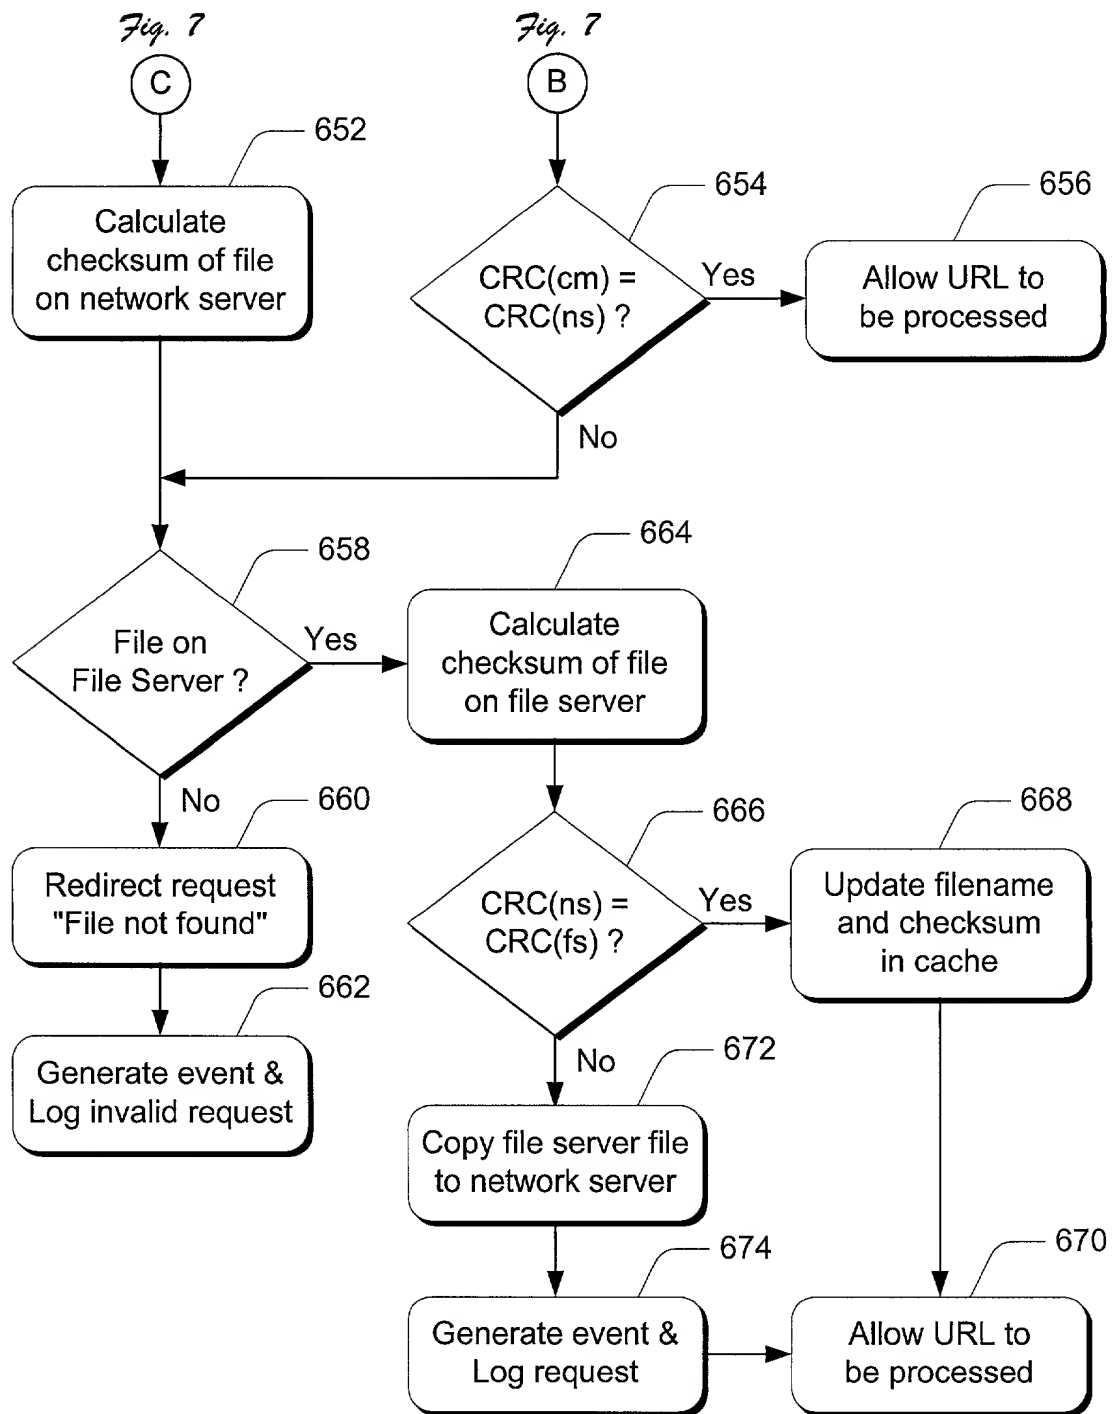 Fig. 7
Fig. 7
C
B
652
Calculate
checksum of file
on network server
654
CRC(cm) =
CRC(ns) ?
Yes
656
Allow URL to
be processed
No
658
File on
File Server ?
Yes
664
Calculate
checksum of file
on file server
No
660
Redirect request
"File not found"
662
Generate event &
Log invalid request
666
CRC(ns) =
CRC(fs) ?
Yes
668
Update filename
and checksum
in cache
No
672
Copy file server file
to network server
674
Generate event &
Log request
670
Allow URL to
be processed